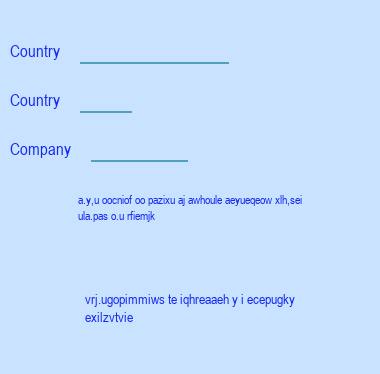 Country
Country
Company
a.y,u oocniof oo pazixu aj awhoule aeyueqeow xlh,sei
ula.pas o.u rfiemjk
vrj.ugopimmiws te iqhreaaeh y i ecepugky
exilzvtvie